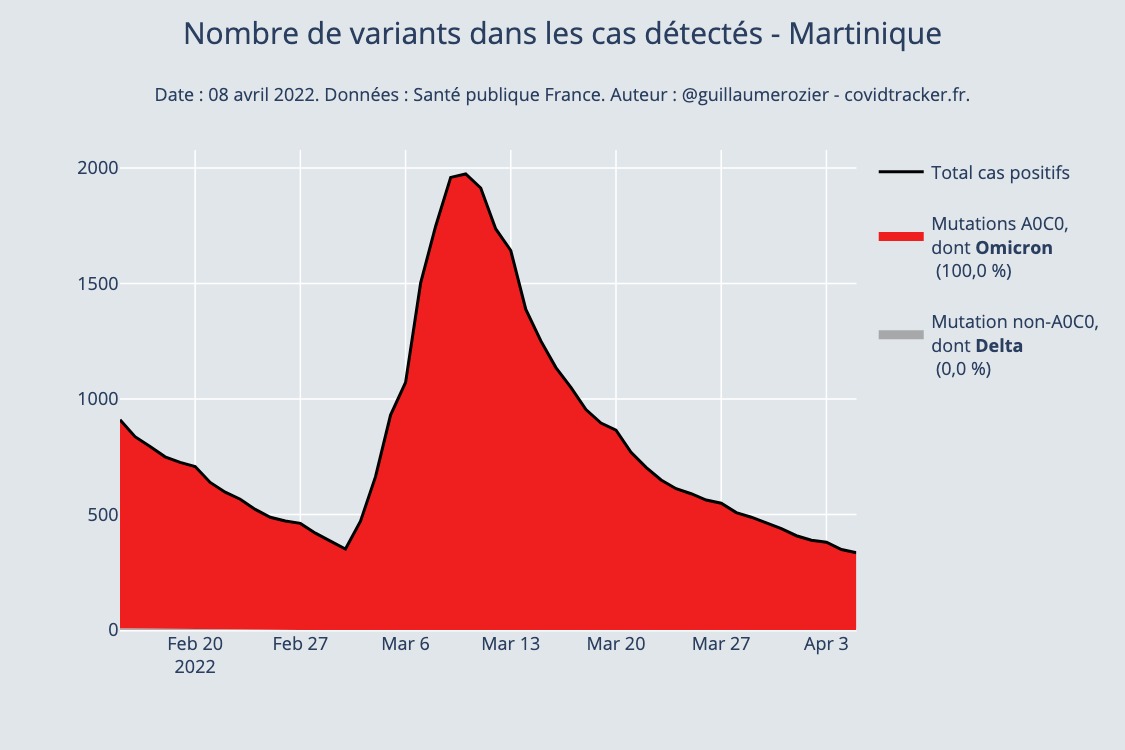 Nombre de variants dans les cas détectés - Martinique
Date : 08 avril 2022. Données : Santé publique France. Auteur : @guillaumerozier - covidtracker.fr.
2000
1500
1000
500
0
Feb 20
2022
Feb 27
Mar 6
Mar 13
Mar 20
Mar 27
Apr 3
Total cas positifs
Mutations A0C0,
dont Omicron
(100,0 %)
Mutation non-A0C0,
dont Delta
(0,0 %)